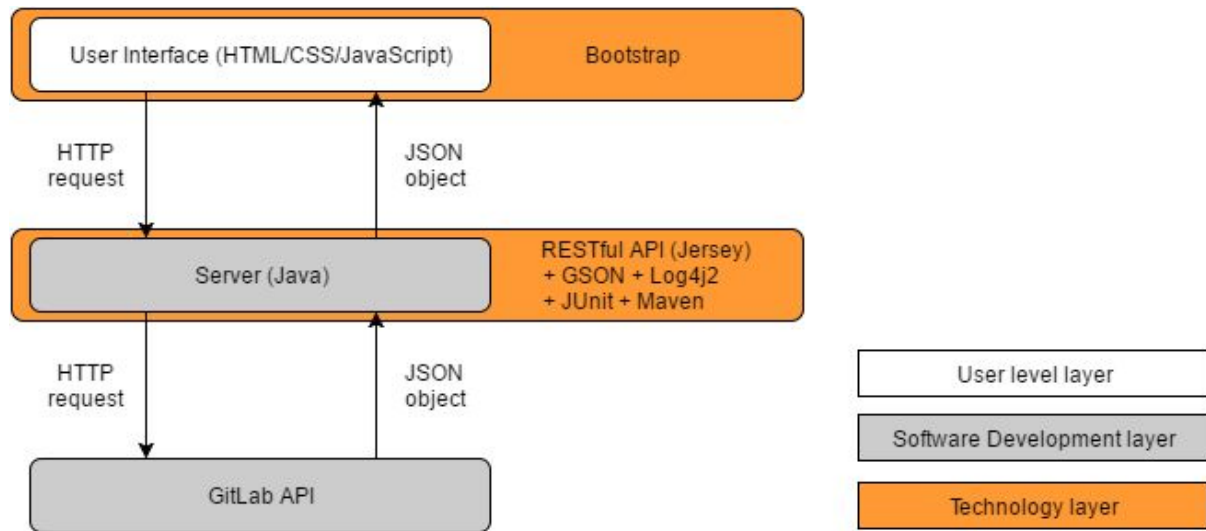 User Interface (HTML/CSS/JavaScript)
Bootstrap
HTTP
request
JSON
object
Server (Java)
RESTful API (Jersey)
+ GSON + Log4j2
+ JUnit + Maven
HTTP
request
JSON
object
User level layer
Software Development layer
GitLab API
Technology layer